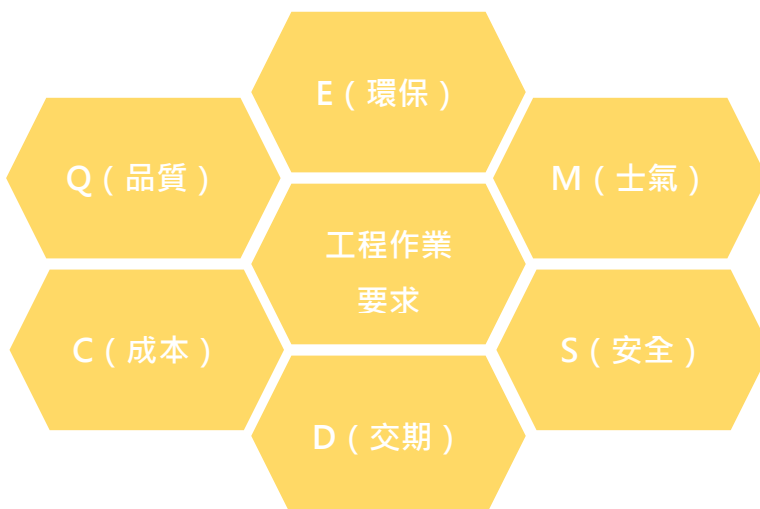 E（環保）
Q（品質）
M（士氣）
工程作業
要求
C（成本）
S（安全）
D（交期）